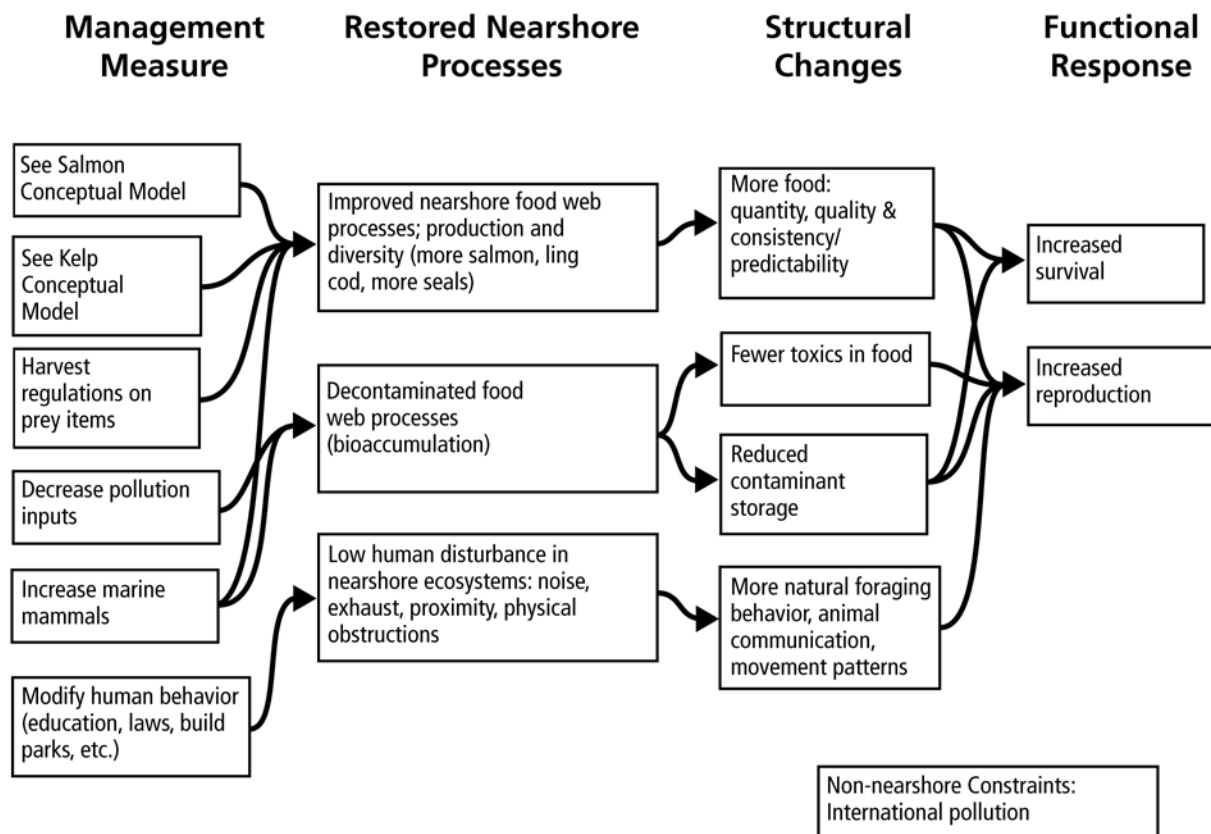 Management
Measure
Restored Nearshore
Processes
Structural
Changes
Functional
Response
See Salmon
Conceptual Model
See Kelp
Conceptual
Model
Harvest
regulations on
prey items
Decrease pollution
inputs
Increase marine
mammals
Modify human behavior
(education, laws, build
parks, etc.)
Improved nearshore food web
processes; production and
diversity (more salmon, ling
cod, more seals)
Decontaminated food
web processes
(bioaccumulation)
Low human disturbance in
nearshore ecosystems: noise,
exhaust, proximity, physical
obstructions
More food:
quantity, quality &
consistency/
predictability
Fewer toxics in food
Reduced
contaminant
storage
More natural foraging
behavior, animal
communication,
movement patterns
Increased
survival
Increased
reproduction
Non-nearshore Constraints:
International pollution